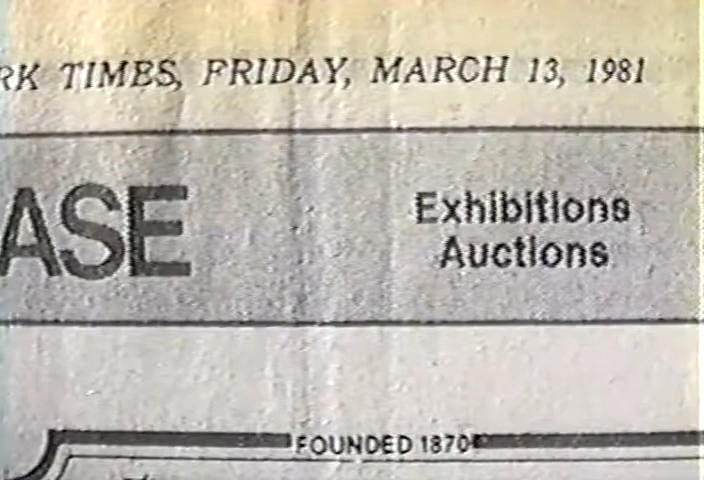 RK TIMES, FRIDAY, MARCH 13, 1981
ASE
Exhibitions
Auctions
FOUNDED 1870